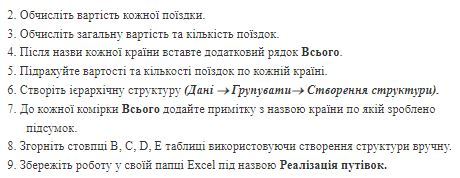 2. Обчисліть вартість кожної поїздки.
3. Обчисліть загальну вартість та кількість поїздок.
4. Після назви кожної країни вставте додатковий рядок Всього.
5. Підрахуйте вартості та кількості поїздок по кожній країні.
6. Створіть ієрархічну структуру (Дані → Групувати→ Створення структури).
7. До кожної комірки Всього додайте примітку з назвою країни по якій зроблено
підсумок.
8. Згорніть стовпці B, C, D, E таблиці використовуючи створення структури вручну.
9. Збережіть роботу у своїй папці Excel під назвою Реалізація путівок.